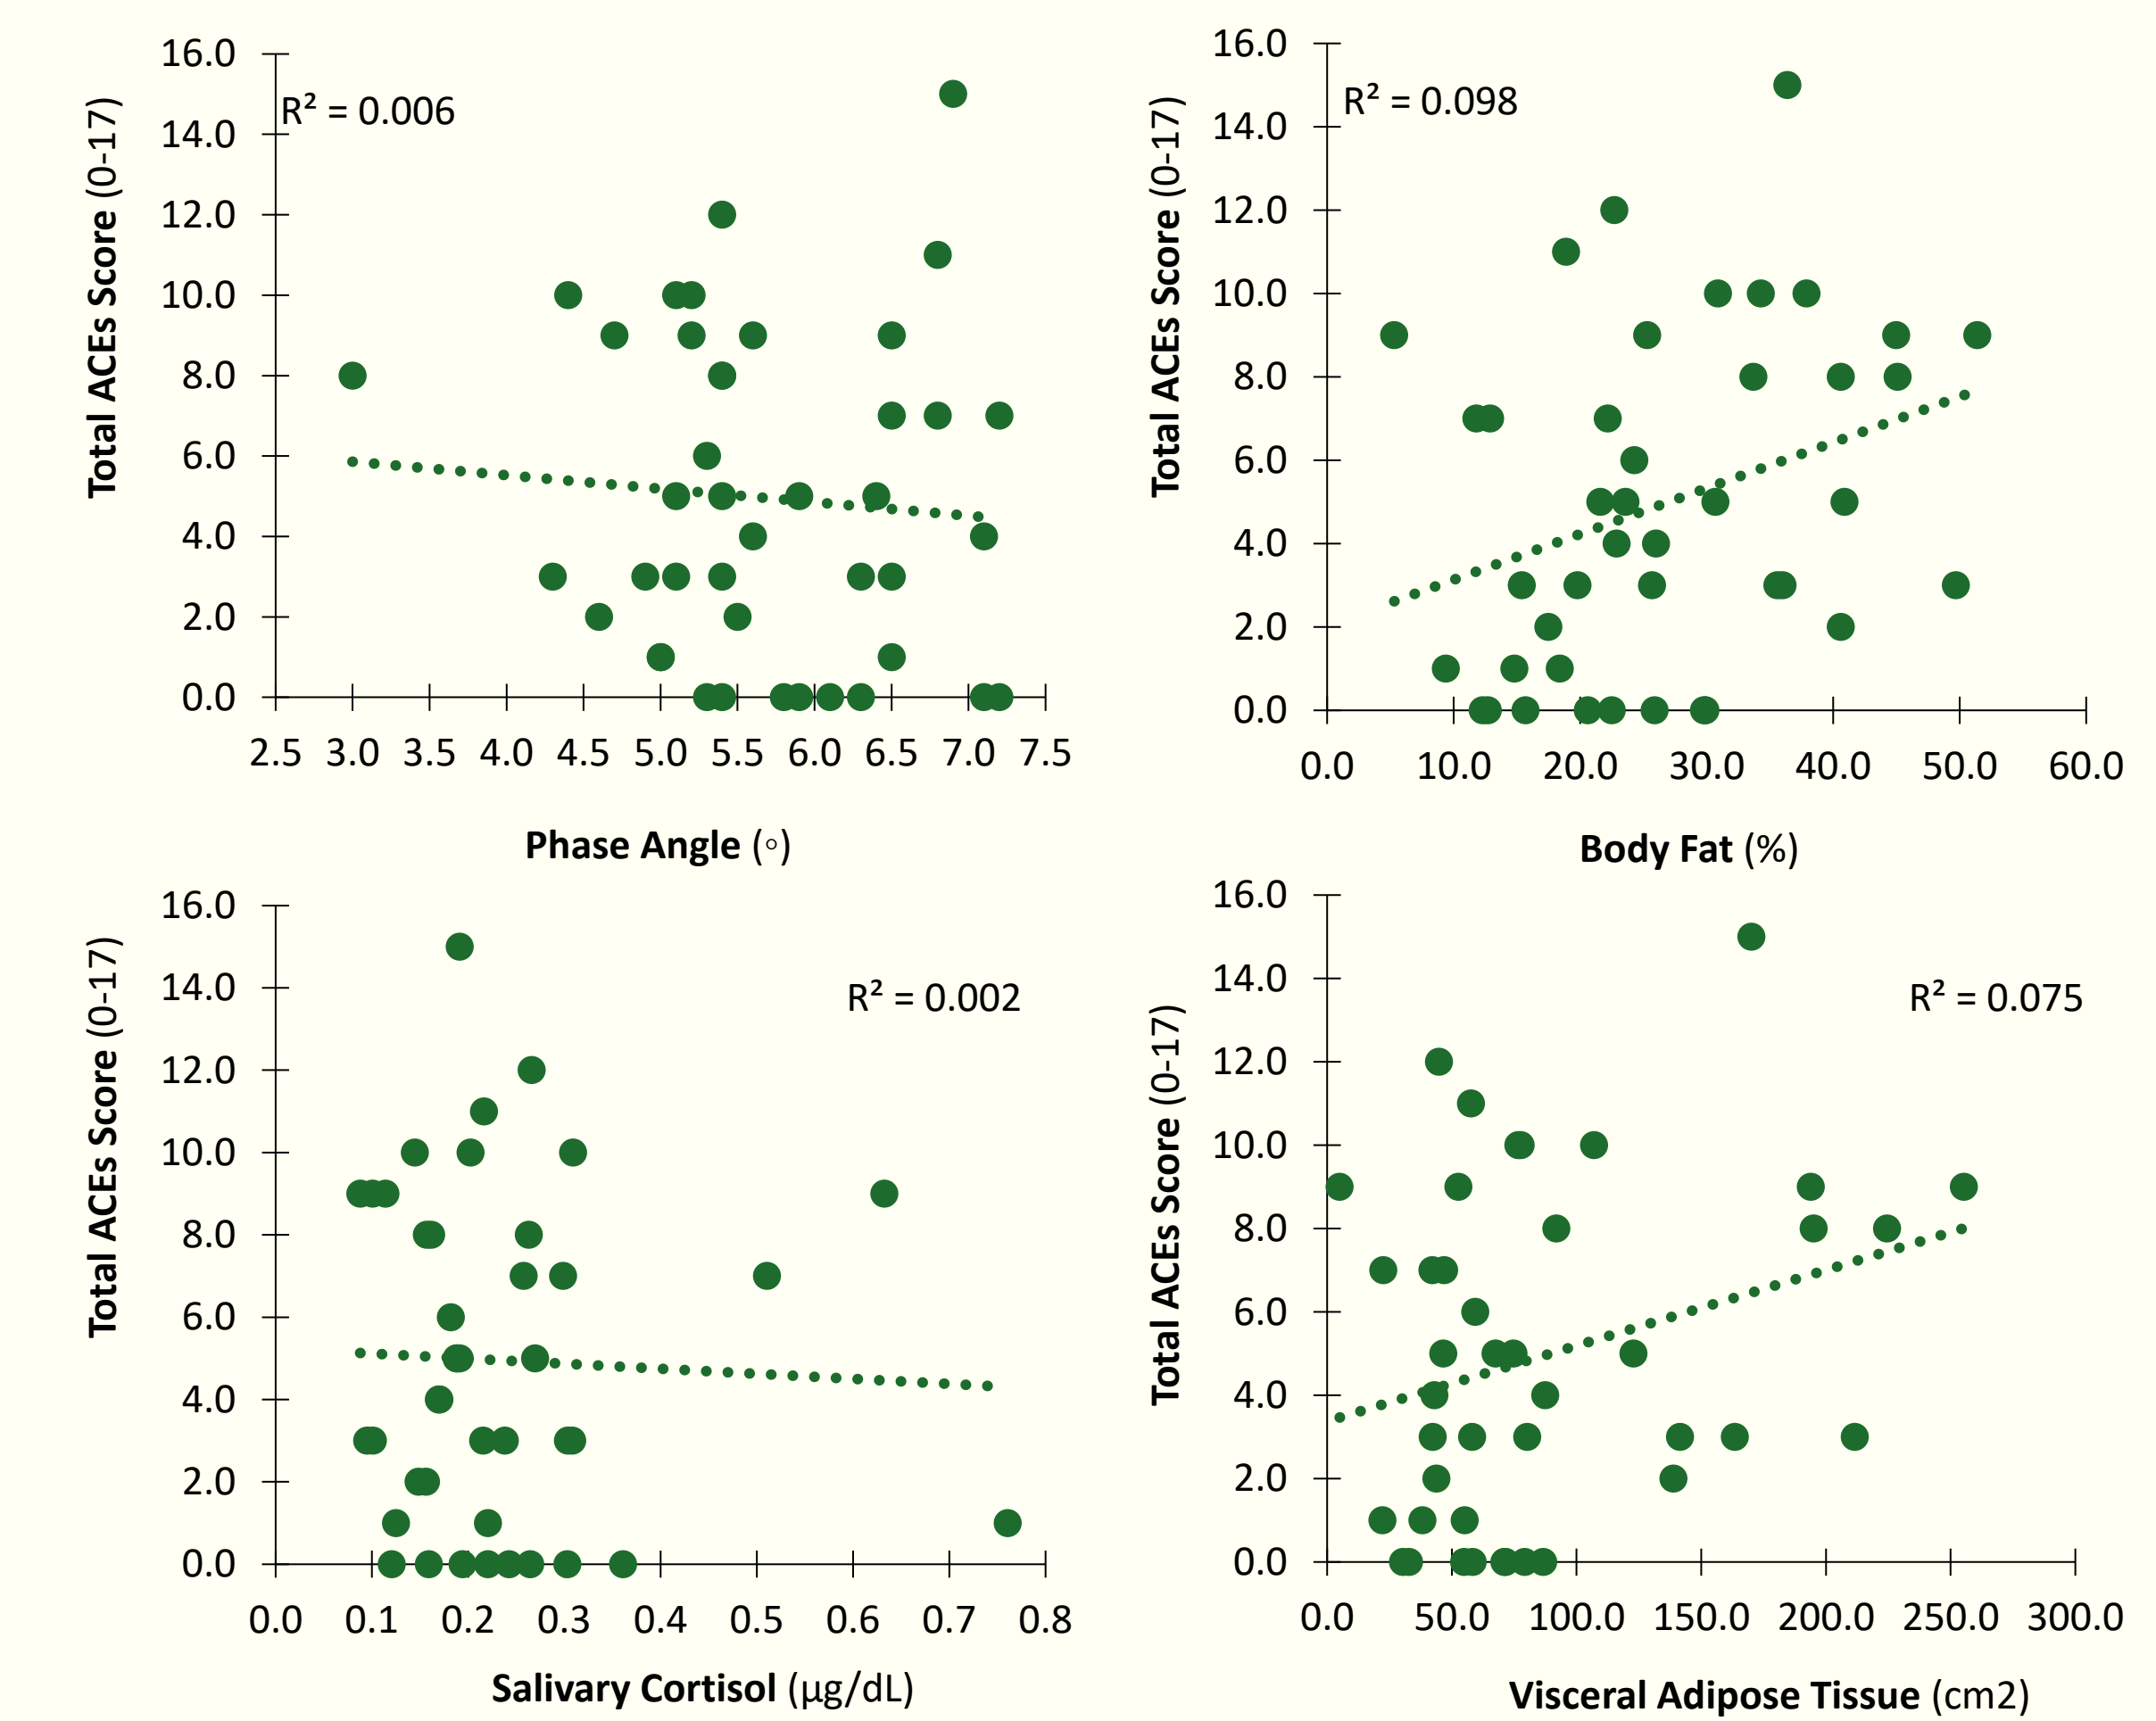 Total ACEs Score (0-17)
16.0
14.0
12.0
10.0
8.0
6.0
4.0
2.0
0.0
R² = 0.006
2.5 3.0 3.5 4.0 4.5 5.0 5.5 6.0 6.5 7.0 7.5
Phase Angle (◦)
Total ACEs Score (0-17)
16.0
14.0
12.0
10.0
8.0
6.0
4.0
2.0
0.0
R² = 0.098
0.0 10.0 20.0 30.0 40.0 50.0 60.0
Body Fat (%)
Total ACEs Score (0-17)
16.0
14.0
12.0
10.0
8.0
6.0
4.0
2.0
0.0
R² = 0.002
0.0 0.1 0.2 0.3 0.4 0.5 0.6 0.7 0.8
Salivary Cortisol (µg/dL)
Total ACEs Score (0-17)
16.0
14.0
12.0
10.0
8.0
6.0
4.0
2.0
0.0
R² = 0.075
0.0 50.0 100.0 150.0 200.0 250.0 300.0
Visceral Adipose Tissue (cm2)